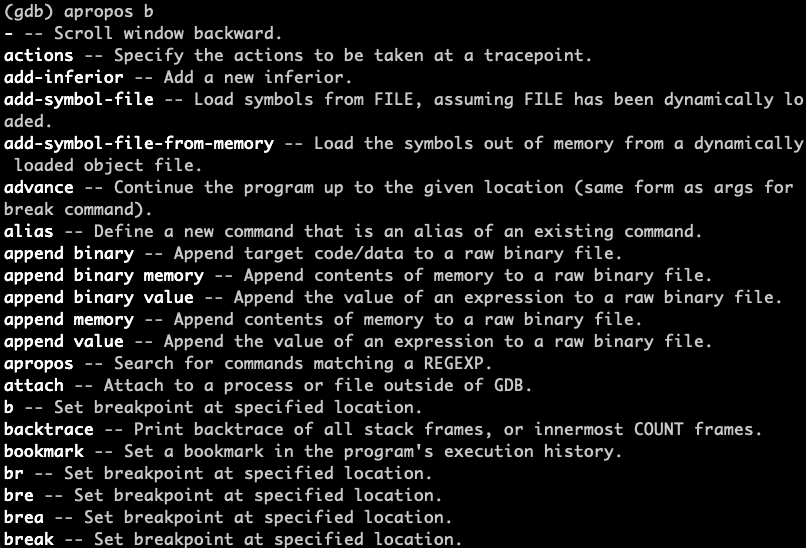 (gdb) apropos b
- -- Scroll window backward.
actions -- Specify the actions to be taken at a tracepoint.
add-inferior -- Add a new inferior.
add-symbol-file -- Load symbols from FILE, assuming FILE has been dynamically lo
aded.
add-symbol-file-from-memory -- Load the symbols out of memory from a dynamically
 loaded object file.
advance -- Continue the program up to the given location (same form as args for
break command).
alias -- Define a new command that is an alias of an existing command.
append binary -- Append target code/data to a raw binary file.
append binary memory -- Append contents of memory to a raw binary file.
append binary value -- Append the value of an expression to a raw binary file.
append memory -- Append contents of memory to a raw binary file.
append value -- Append the value of an expression to a raw binary file.
apropos -- Search for commands matching a REGEXP.
attach -- Attach to a process or file outside of GDB.
b -- Set breakpoint at specified location.
backtrace -- Print backtrace of all stack frames, or innermost COUNT frames.
bookmark -- Set a bookmark in the program's execution history.
br -- Set breakpoint at specified location.
bre -- Set breakpoint at specified location.
brea -- Set breakpoint at specified location.
break -- Set breakpoint at specified location.